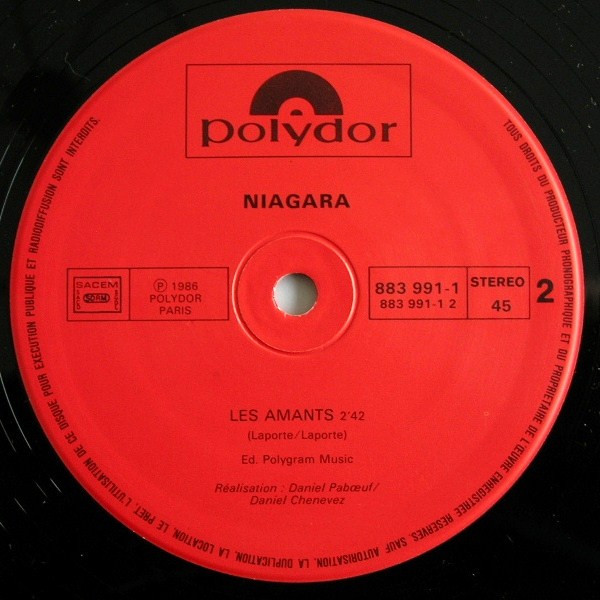 polydor
NIAGARA
SACEM
SDRM
℗ 1986
POLYDOR
PARIS
883 991-1
883 991-1 2
STEREO
45
2
LES AMANTS 2'42
(Laporte/Laporte)
Ed. Polygram Music
Réalisation : Daniel Pabœuf/
Daniel Chenevez
TOUS DROITS DU PRODUCTEUR PHONOGRAPHIQUE ET DU PROPRIETAIRE DE L'ŒUVRE ENREGISTREE RESERVES. SAUF AUTORISATION, LA DUPLICATION, LA LOCATION, LE PRET, L'UTILISATION DE CE DISQUE POUR EXECUTION PUBLIQUE ET RADIODIFFUSION SONT INTERDITS.